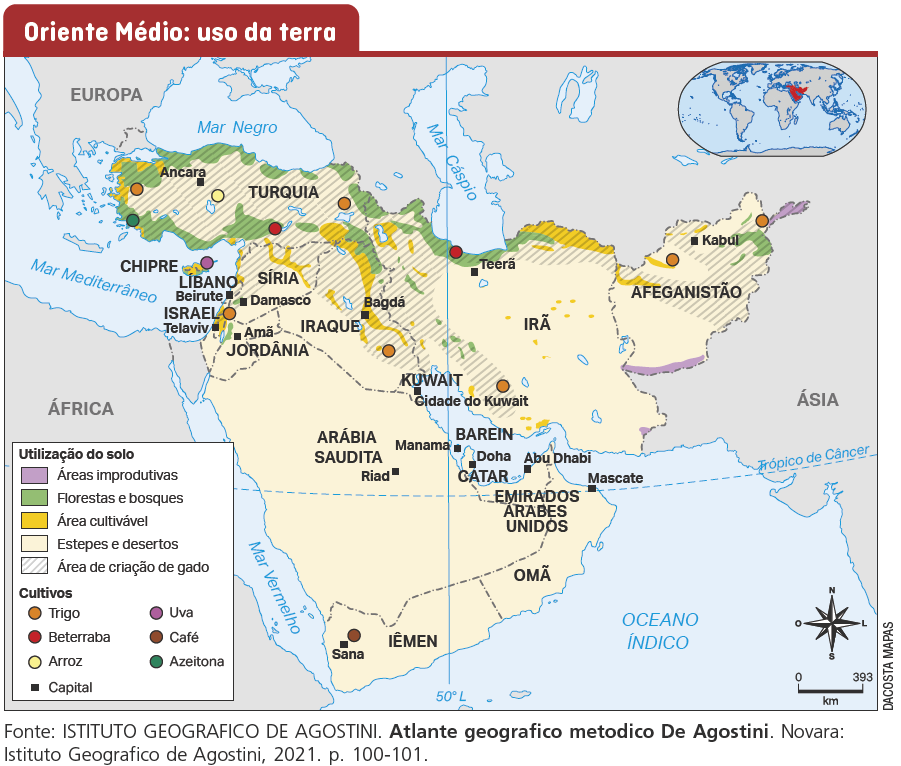 Oriente Médio: uso da terra
EUROPA
Mar Negro
Mar Cáspio
Ancara
TURQUIA
Kabul
CHIPRE
Teerã
Mar Mediterrâneo
LÍBANO
SÍRIA
Beirute
Damasco
AFEGANISTÃO
ISRAEL
Bagdá
Telaviv
Amã
IRAQUE
IRÃ
JORDÂNIA
KUWAIT
Cidade do Kuwait
ÁFRICA
ÁSIA
ARÁBIA
SAUDITA
Riad
Manama
BAREIN
Doha
CATAR
Abu Dhabi
Trópico de Câncer
Mascate
EMIRADOS
ÁRABES
UNIDOS
OMÃ
Mar Vermelho
IÊMEN
Sana
OCEANO
ÍNDICO
50° L
Utilização do solo
Áreas improdutivas
Florestas e bosques
Área cultivável
Estepes e desertos
Área de criação de gado
Cultivos
Trigo
Beterraba
Arroz
Capital
Uva
Café
Azeitona
N
O
L
S
0 393
km
DACOSTA MAPAS
Fonte: ISTITUTO GEOGRAFICO DE AGOSTINI. Atlante geografico metodico De Agostini. Novara:
Istituto Geografico de Agostini, 2021. p. 100-101.